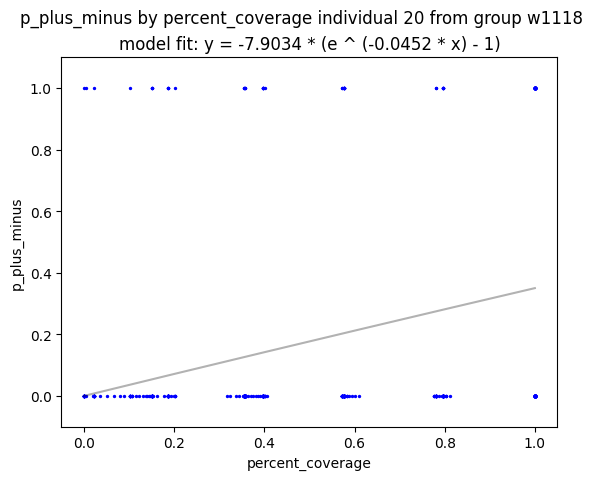 p_plus_minus by percent_coverage individual 20 from group w1118
model fit: y = -7.9034 * (e ^ (-0.0452 * x) - 1)
1.0
0.8
0.6
0.4
0.2
0.0
p_plus_minus
0.0 0.2 0.4 0.6 0.8 1.0
percent_coverage